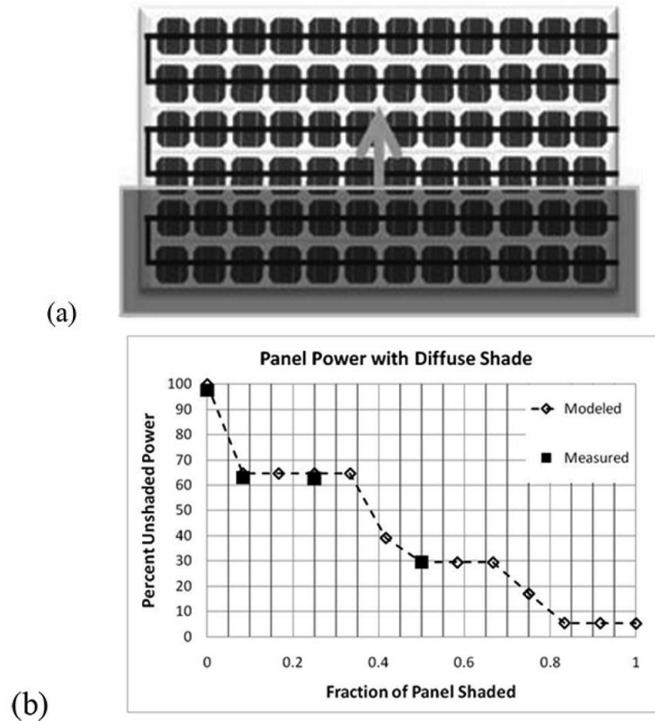 (a)
Panel Power with Diffuse Shade
Percent Unshaded Power
100
90
80
70
60
50
40
30
20
10
0
Modeled
Measured
0
0.2
0.4
0.6
0.8
1
Fraction of Panel Shaded
(b)